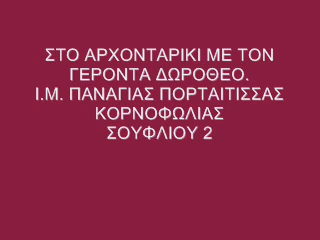 ΣΤΟ ΑΡΧΟΝΤΑΡΙΚΙ ΜΕ ΤΟΝ
ΓΕΡΟΝΤΑ ΔΩΡΟΘΕΟ.
Ι.Μ. ΠΑΝΑΓΙΑΣ ΠΟΡΤΑΙΤΙΣΣΑΣ
ΚΟΡΝΟΦΩΛΙΑΣ
ΣΟΥΦΛΙΟΥ 2